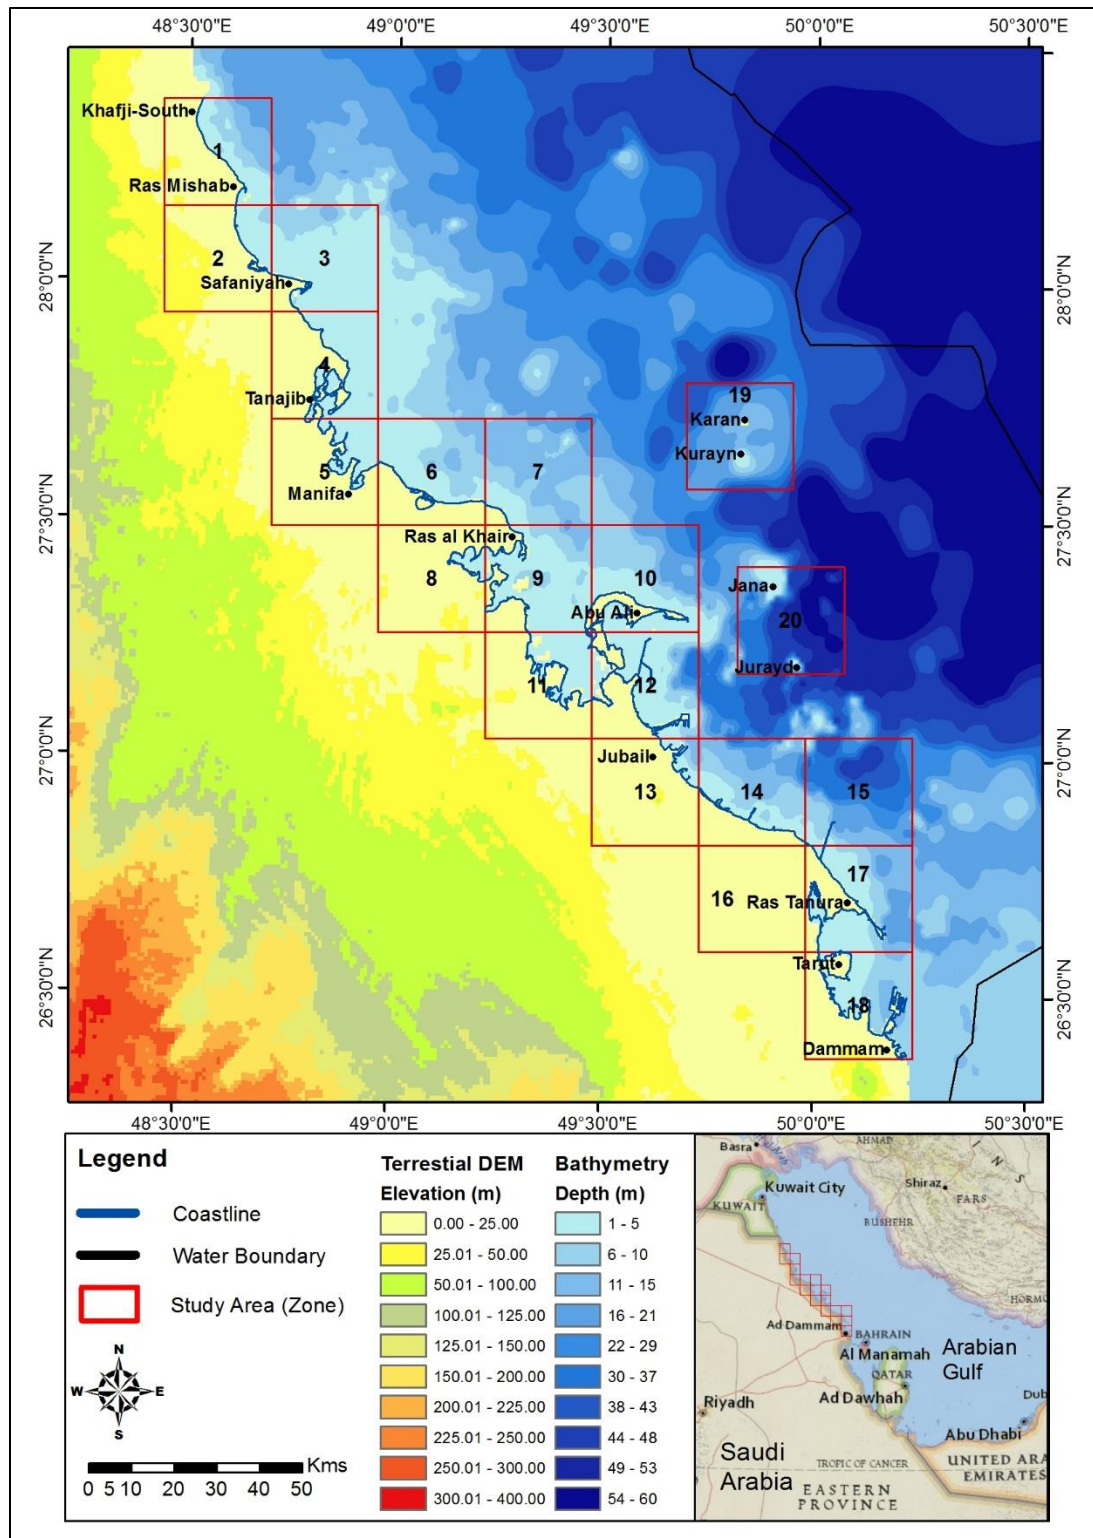 48°30'0"E 49°0'0"E 49°30'0"E 50°0'0"E 50°30'0"E
Khafji-South
1
Ras Mishab
2
3
Safaniyah
28°0'0"N
28°0'0"N
4
Tanajib
19
Karan
Kurayn
5
6
7
Manifa
27°30'0"N
27°30'0"N
Ras al Khair
8
9
10
Jana
Abu Ali
20
Jurayd
11
12
27°0'0"N
27°0'0"N
Jubail
13
14
15
16
17
Ras Tanura
Tarut
26°30'0"N
26°30'0"N
18
Dammam
48°30'0"E 49°0'0"E 49°30'0"E 50°0'0"E 50°30'0"E
Legend
Coastline
Water Boundary
Study Area (Zone)
N
W E
S
Kms
0 5 10 20 30 40 50
Terrestial DEM
Elevation (m)
0.00 - 25.00
25.01 - 50.00
50.01 - 100.00
100.01 - 125.00
125.01 - 150.00
150.01 - 200.00
200.01 - 225.00
225.01 - 250.00
250.01 - 300.00
300.01 - 400.00
Bathymetry
Depth (m)
1 - 5
6 - 10
11 - 15
16 - 21
22 - 29
30 - 37
38 - 43
44 - 48
49 - 53
54 - 60
Basra
AHMAD
INS
Shiraz
Kuwait City
KUWAIT
FARS
BUSHEHR
HORMO
Ad Dammam
BAHRAIN
Al Manamah
Arabian
Gulf
QATAR
Ad Dawhah
Dub
Riyadh
Abu Dhabi
Saudi
Arabia
TROPIC OF CANCER
UNITED ARA
EMIRATES
EASTERN
PROVINCE